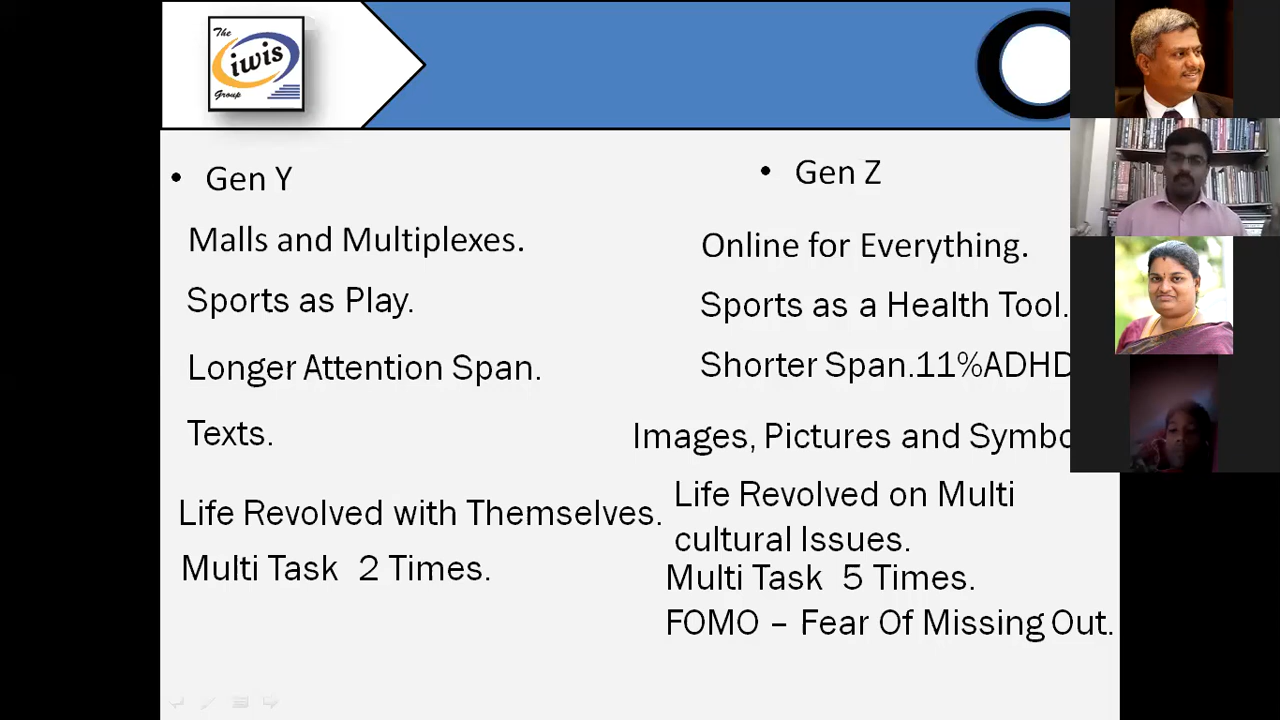 The
iwis
Group
• Gen Y
Malls and Multiplexes.
Sports as Play.
Longer Attention Span.
Texts.
Life Revolved with Themselves.
Multi Task 2 Times.
• Gen Z
Online for Everything.
Sports as a Health Tool.
Shorter Span.11%ADHD
Images, Pictures and
Life Revolved on Multi
cultural Issues.
Multi Task 5 Times.
FOMO – Fear Of Missing Out.